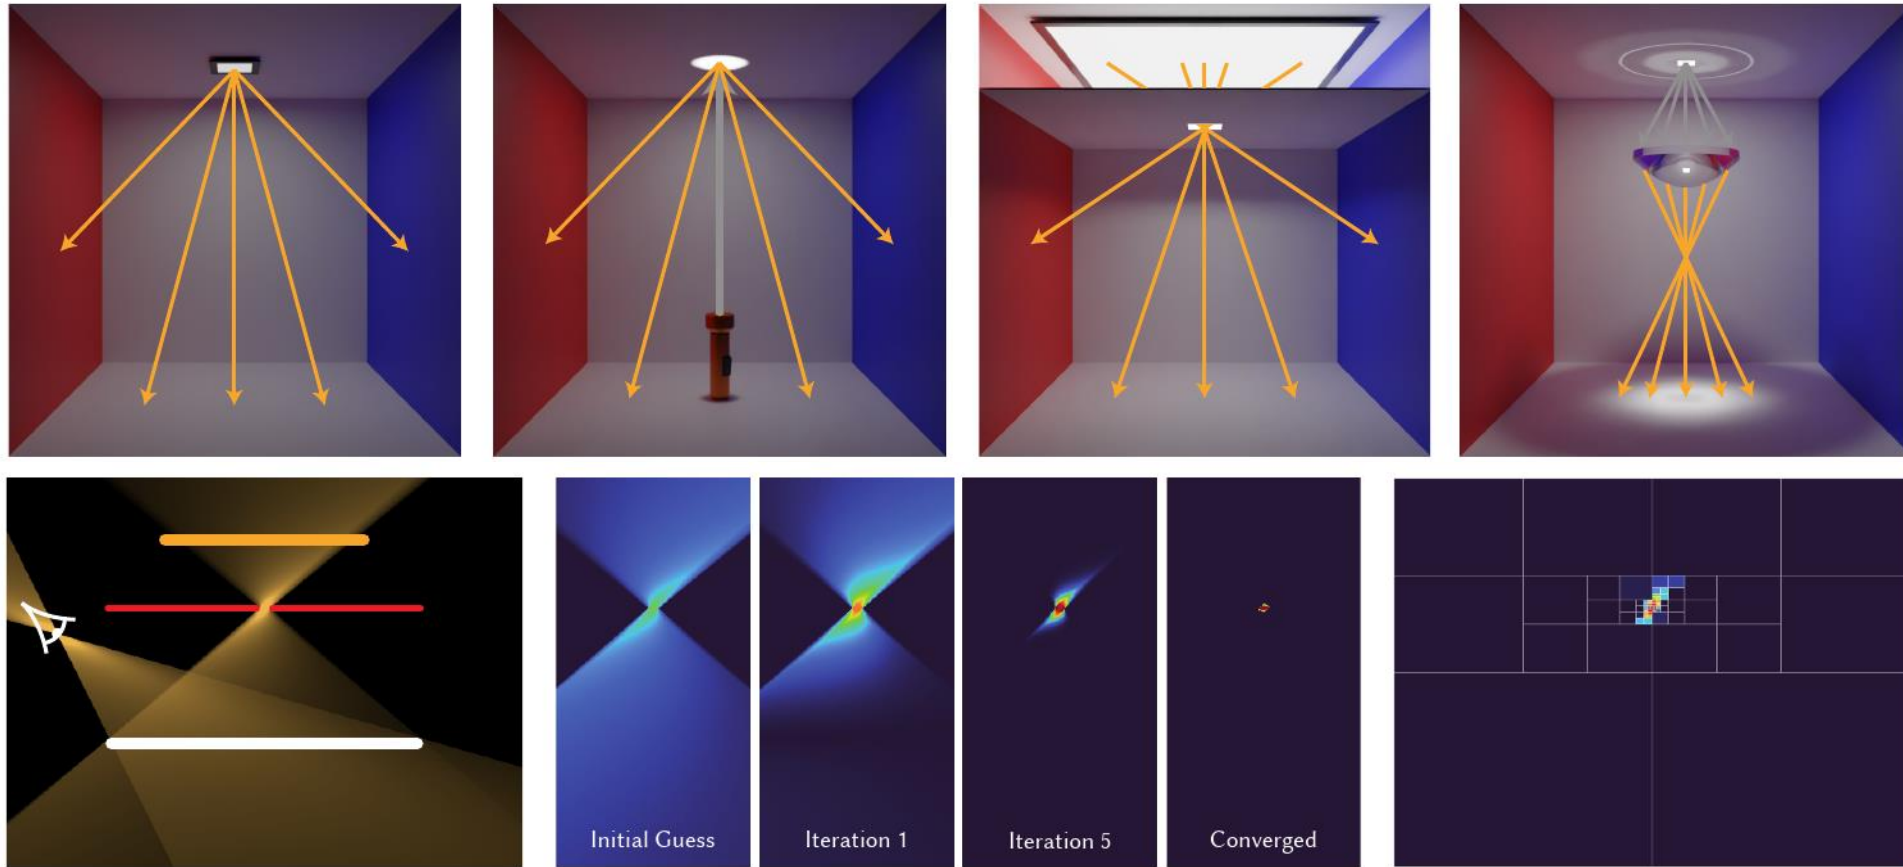 Initial Guess
Iteration 1
Iteration 5
Converged